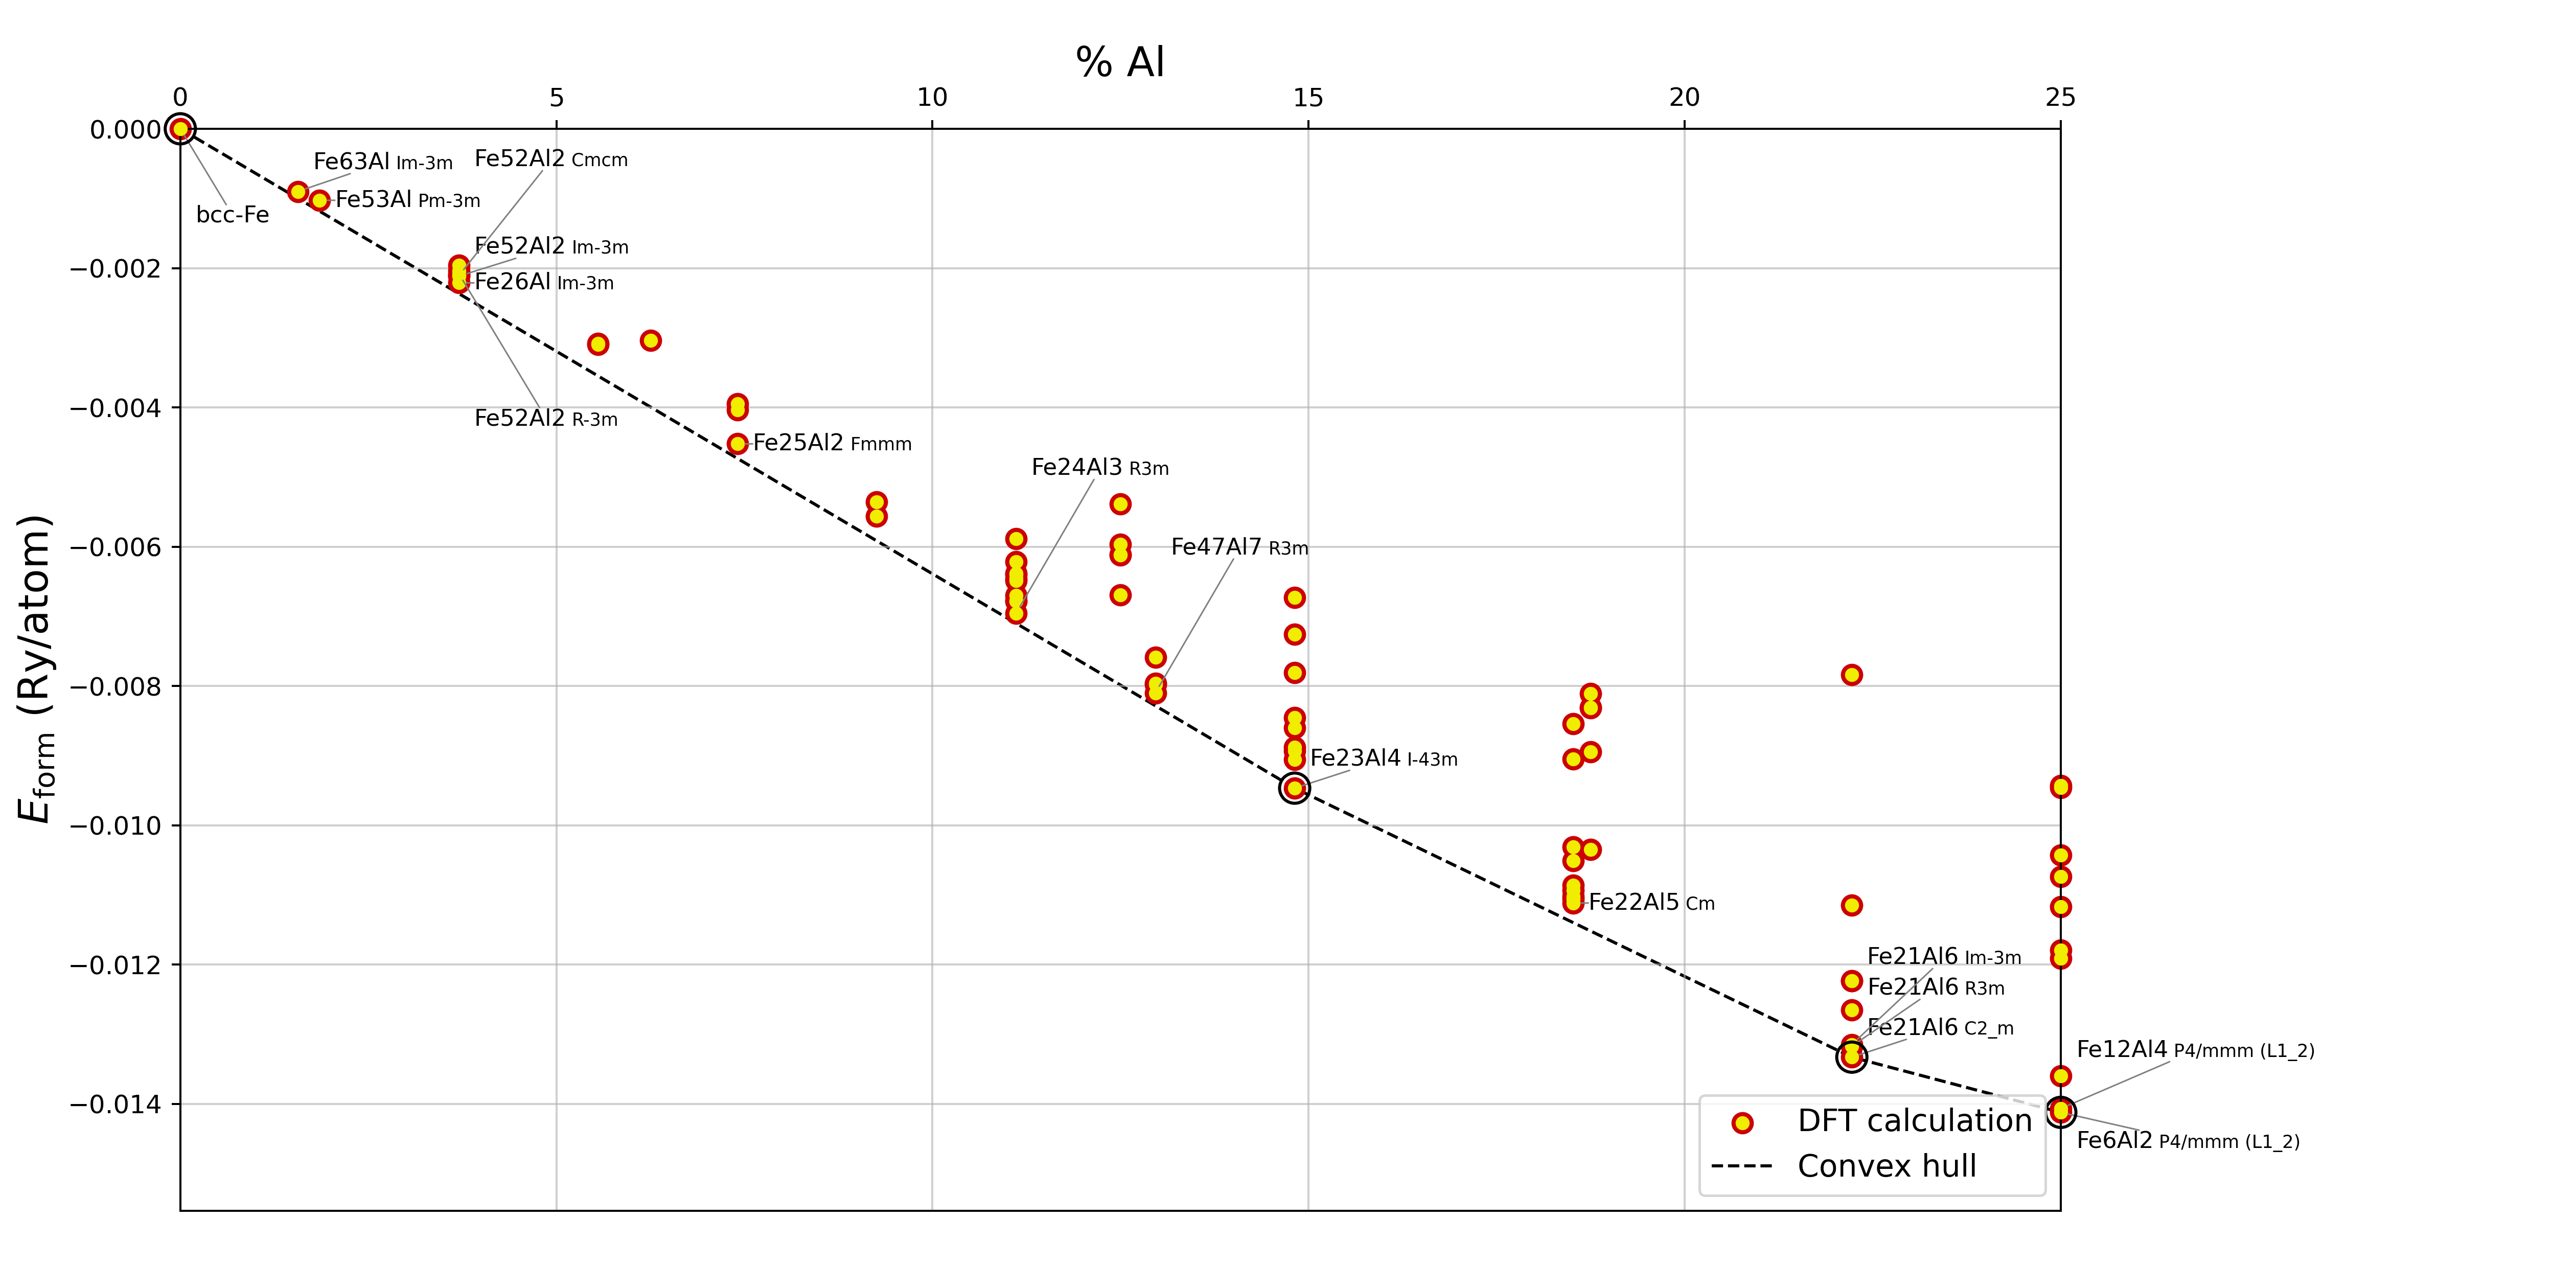 % Al
0 5 10 15 20 25
0.000
Fe63Al Im-3m
Fe52Al2 Cmcm
Fe53Al Pm-3m
bcc-Fe
Fe52Al2 Im-3m
−0.002
Fe26Al Im-3m
−0.004
Fe52Al2 R-3m
Fe25Al2 Fmmm
Fe24Al3 R3m
−0.006
Fe47Al7 R3m
E_form (Ry/atom)
−0.008
Fe23Al4 I-43m
−0.010
Fe22Al5 Cm
−0.012
Fe21Al6 Im-3m
Fe21Al6 R3m
Fe21Al6 C2_m
Fe12Al4 P4/mmm (L1_2)
−0.014
DFT calculation
Fe6Al2 P4/mmm (L1_2)
Convex hull